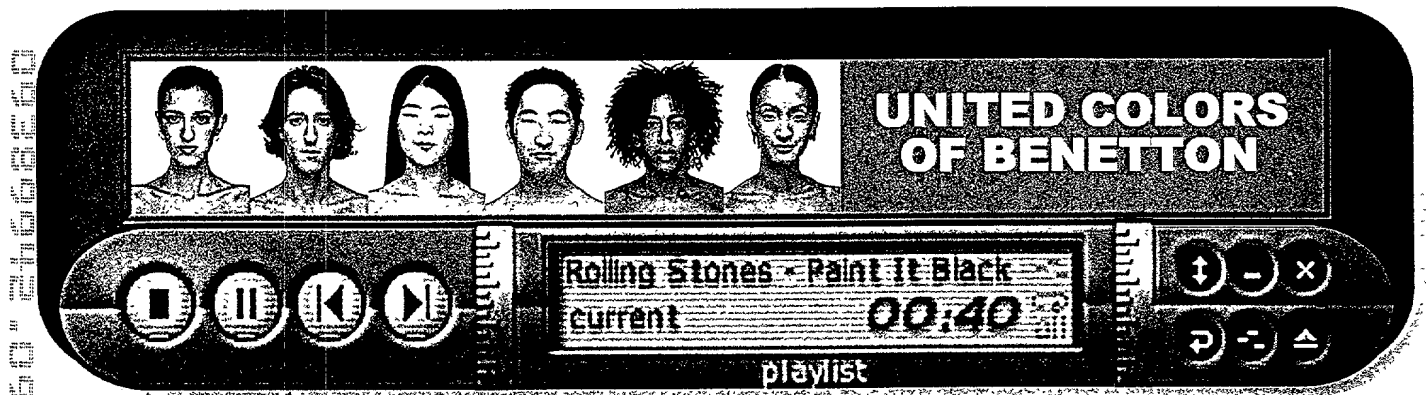 UNITED COLORS
OF BENETTON
Rolling Stones - Paint It Black
current 00:40
playlist